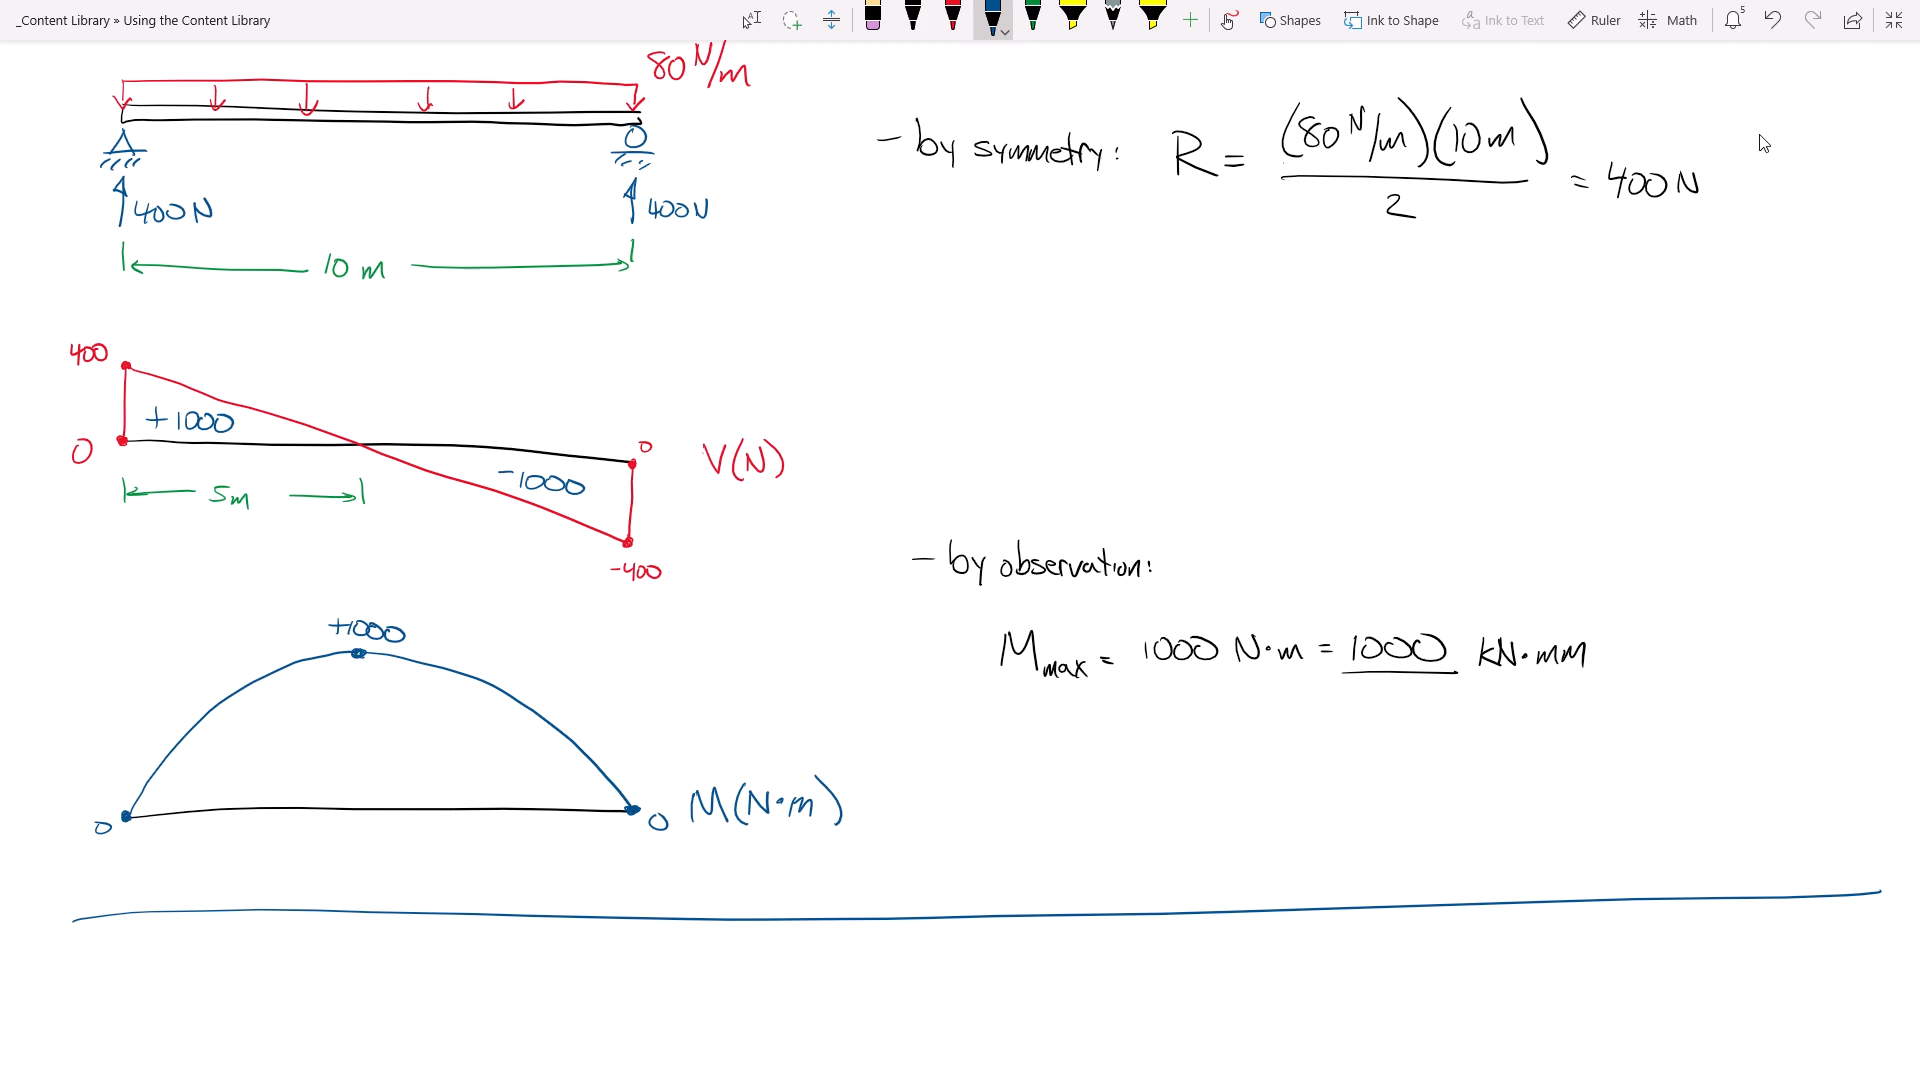 _Content Library » Using the Content Library
Shapes Ink to Shape Ink to Text Ruler Math 5
80 N/m
- by symmetry: R = (80 N/m)(10m) / 2 = 400 N
400 N 400 N
10 m
400
+1000
0 0 V(N)
-1000
5m
-400
- by observation:
+1000
Mmax = 1000 N·m = 1000 kN·mm
0 0 M(N·m)